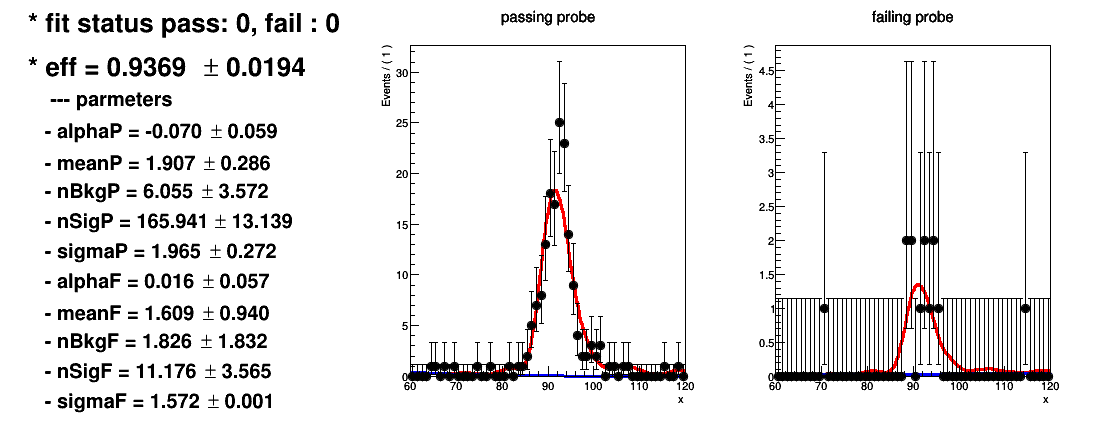 * fit status pass: 0, fail : 0
* eff = 0.9369 ± 0.0194
--- parmeters
- alphaP = -0.070 ± 0.059
- meanP = 1.907 ± 0.286
- nBkgP = 6.055 ± 3.572
- nSigP = 165.941 ± 13.139
- sigmaP = 1.965 ± 0.272
- alphaF = 0.016 ± 0.057
- meanF = 1.609 ± 0.940
- nBkgF = 1.826 ± 1.832
- nSigF = 11.176 ± 3.565
- sigmaF = 1.572 ± 0.001
passing probe
Events / ( 1 )
30
25
20
15
10
5
0
60 70 80 90 100 110 120
x
failing probe
Events / ( 1 )
4.5
4
3.5
3
2.5
2
1.5
1
0.5
0
60 70 80 90 100 110 120
x